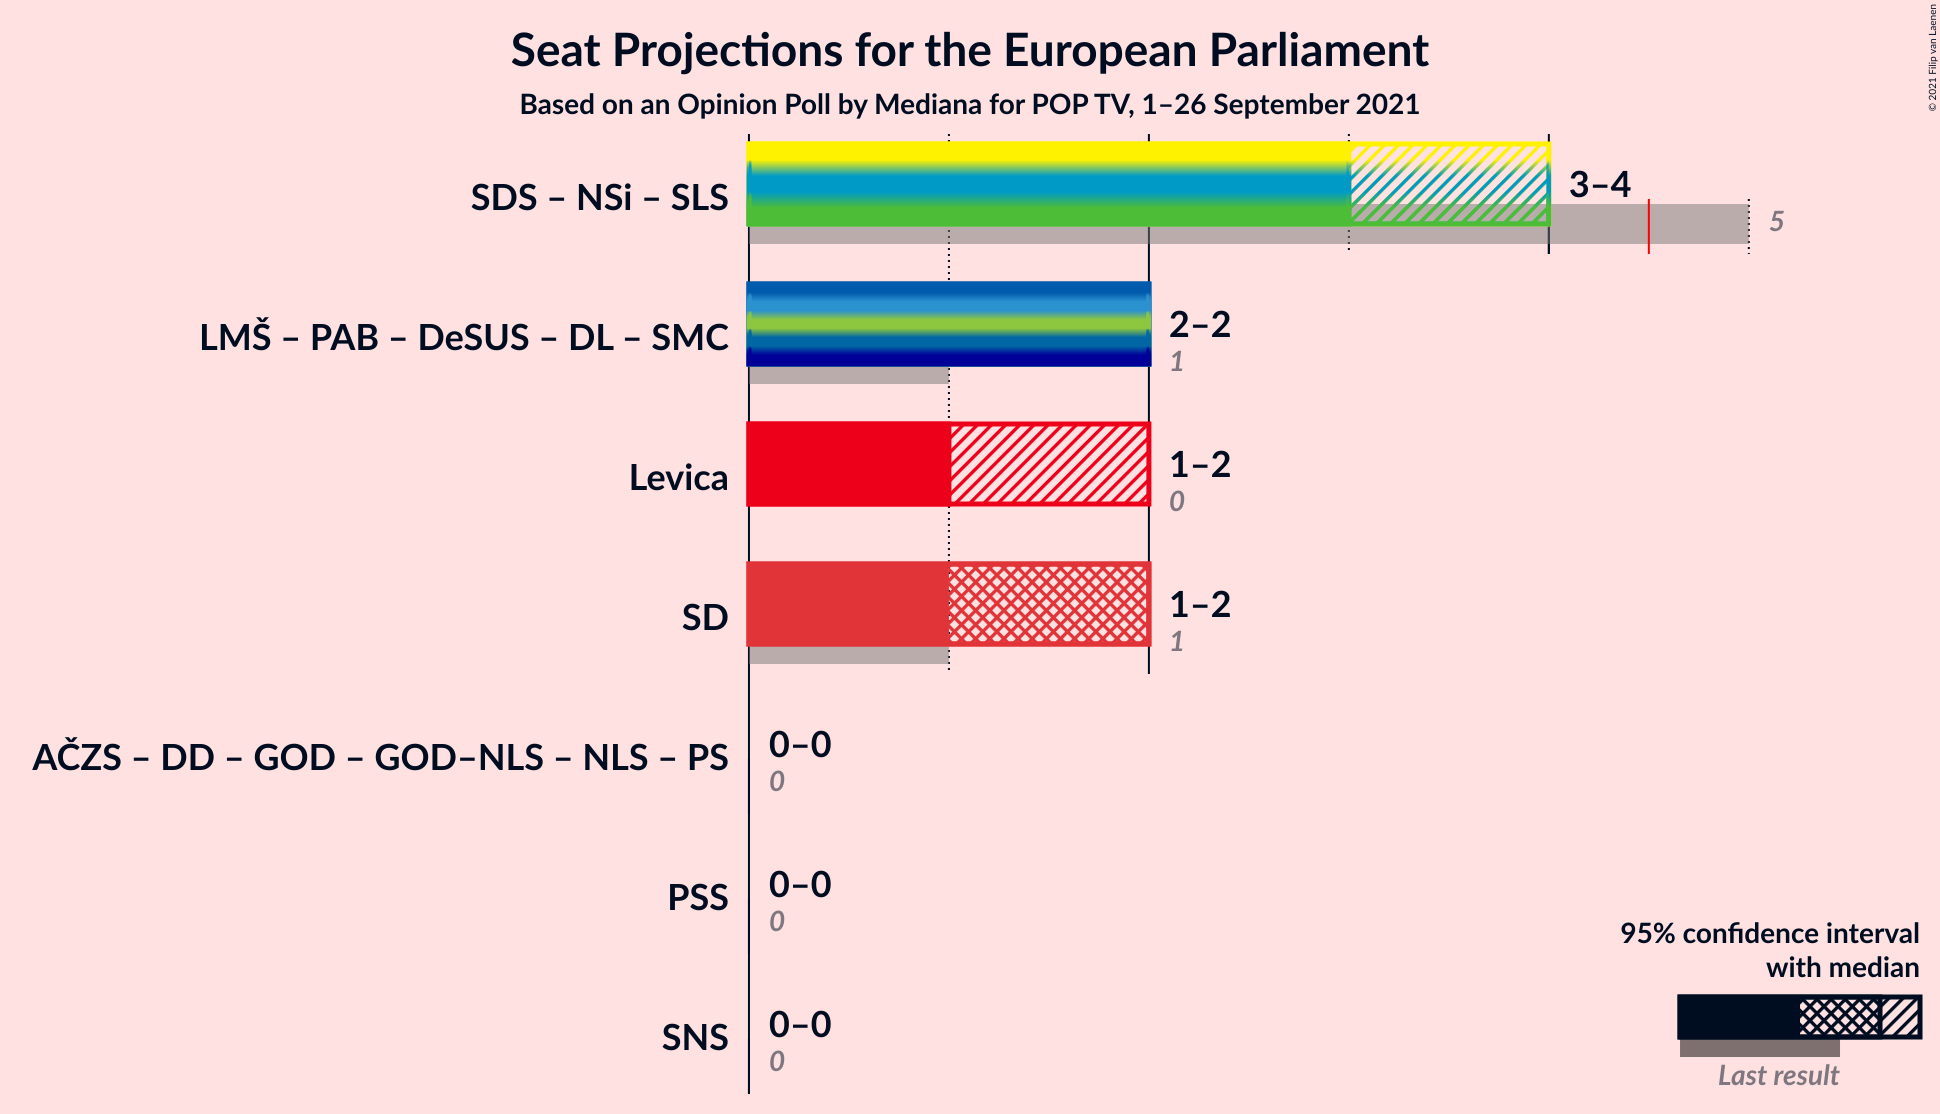 Seat Projections for the European Parliament
Based on an Opinion Poll by Mediana for POP TV, 1–26 September 2021
© 2021 Filip van Laenen
SDS – NSi – SLS
3–4
5
LMŠ – PAB – DeSUS – DL – SMC
2–2
1
Levica
1–2
0
SD
1–2
1
AČZS – DD – GOD – GOD–NLS – NLS – PS
0–0
0
PSS
0–0
0
SNS
0–0
0
95% confidence interval
with median
Last result